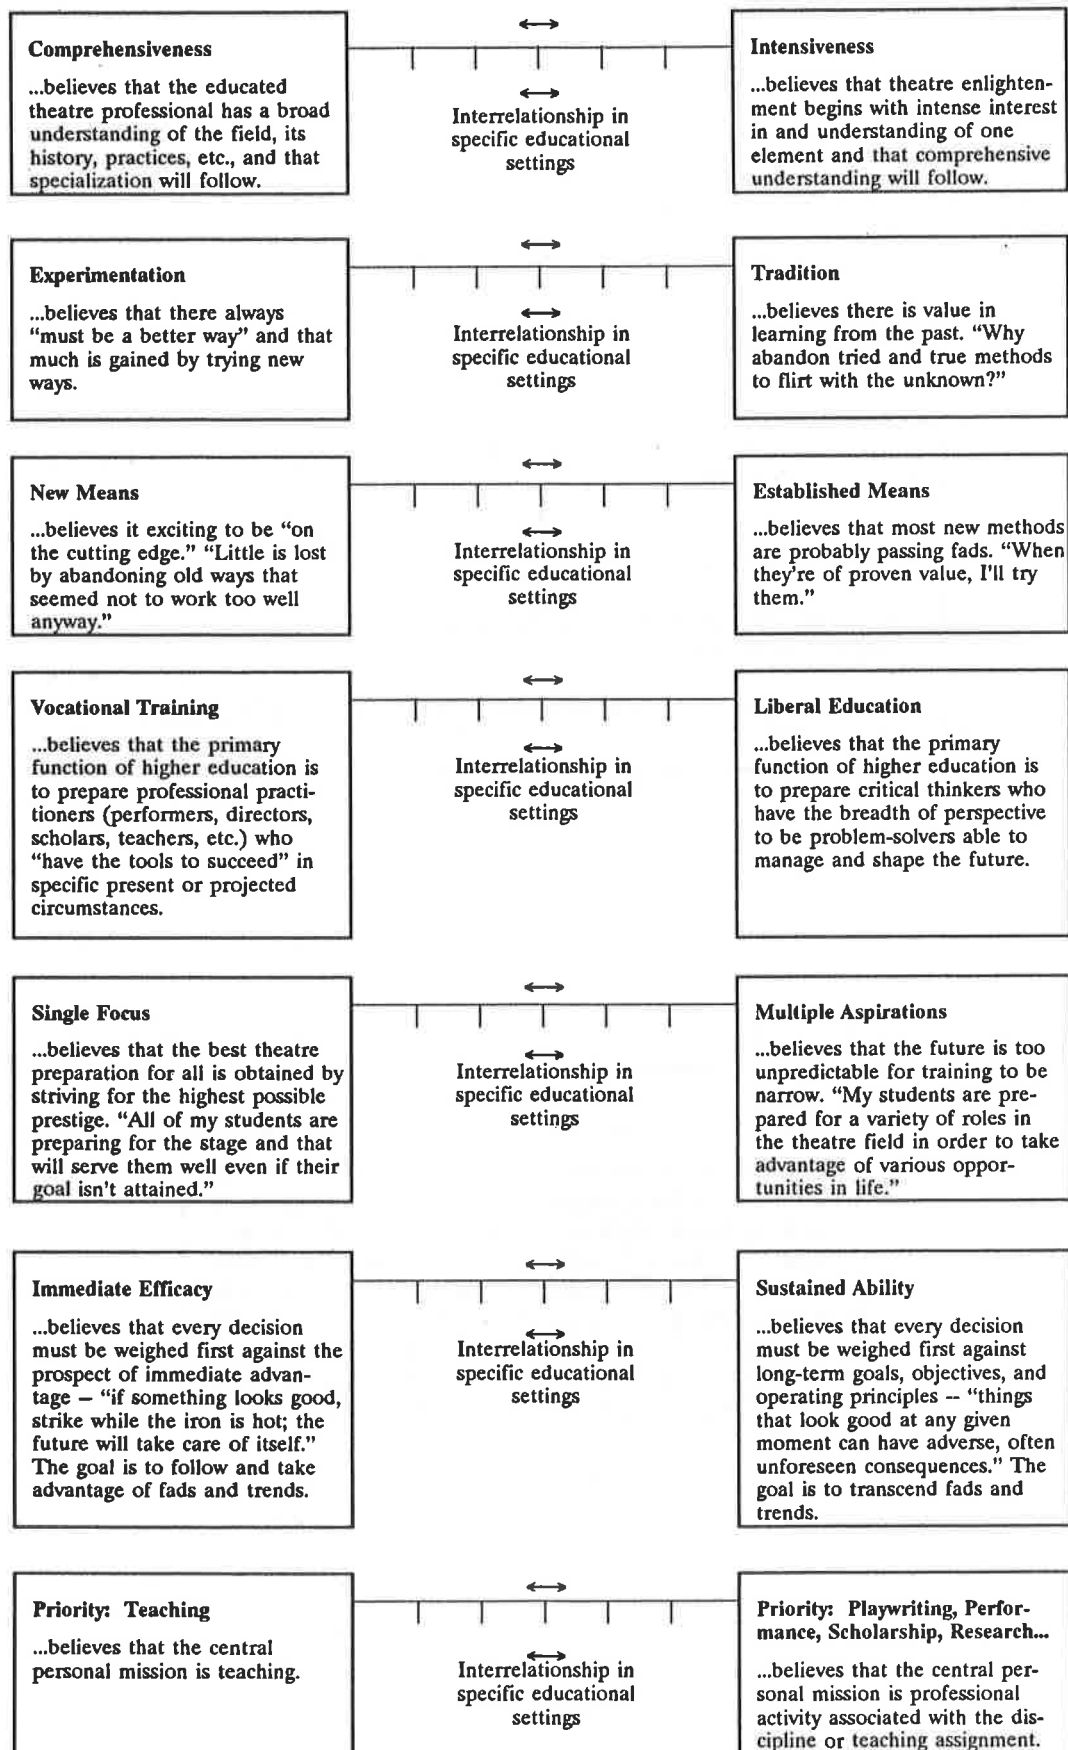 Comprehensiveness
...believes that the educated
theatre professional has a broad
understanding of the field, its
history, practices, etc., and that
specialization will follow.
Interrelationship in
specific educational
settings
Intensiveness
...believes that theatre enlighten-
ment begins with intense interest
in and understanding of one
element and that comprehensive
understanding will follow.
Experimentation
...believes that there always
“must be a better way” and that
much is gained by trying new
ways.
Interrelationship in
specific educational
settings
Tradition
...believes there is value in
learning from the past. “Why
abandon tried and true methods
to flirt with the unknown?”
New Means
...believes it exciting to be “on
the cutting edge.” “Little is lost
by abandoning old ways that
seemed not to work too well
anyway.”
Interrelationship in
specific educational
settings
Established Means
...believes that most new methods
are probably passing fads. “When
they're of proven value, I'll try
them.”
Vocational Training
...believes that the primary
function of higher education is
to prepare professional practi-
tioners (performers, directors,
scholars, teachers, etc.) who
“have the tools to succeed” in
specific present or projected
circumstances.
Interrelationship in
specific educational
settings
Liberal Education
...believes that the primary
function of higher education is
to prepare critical thinkers who
have the breadth of perspective
to be problem-solvers able to
manage and shape the future.
Single Focus
...believes that the best theatre
preparation for all is obtained by
striving for the highest possible
prestige. “All of my students are
preparing for the stage and that
will serve them well even if their
goal isn't attained.”
Interrelationship in
specific educational
settings
Multiple Aspirations
...believes that the future is too
unpredictable for training to be
narrow. “My students are pre-
pared for a variety of roles in
the theatre field in order to take
advantage of various oppor-
tunities in life.”
Immediate Efficacy
...believes that every decision
must be weighed first against the
prospect of immediate advan-
tage – “if something looks good,
strike while the iron is hot; the
future will take care of itself.”
The goal is to follow and take
advantage of fads and trends.
Interrelationship in
specific educational
settings
Sustained Ability
...believes that every decision
must be weighed first against
long-term goals, objectives, and
operating principles -- “things
that look good at any given
moment can have adverse, often
unforeseen consequences.” The
goal is to transcend fads and
trends.
Priority: Teaching
...believes that the central
personal mission is teaching.
Interrelationship in
specific educational
settings
Priority: Playwriting, Perfor-
mance, Scholarship, Research...
...believes that the central per-
sonal mission is professional
activity associated with the dis-
cipline or teaching assignment.